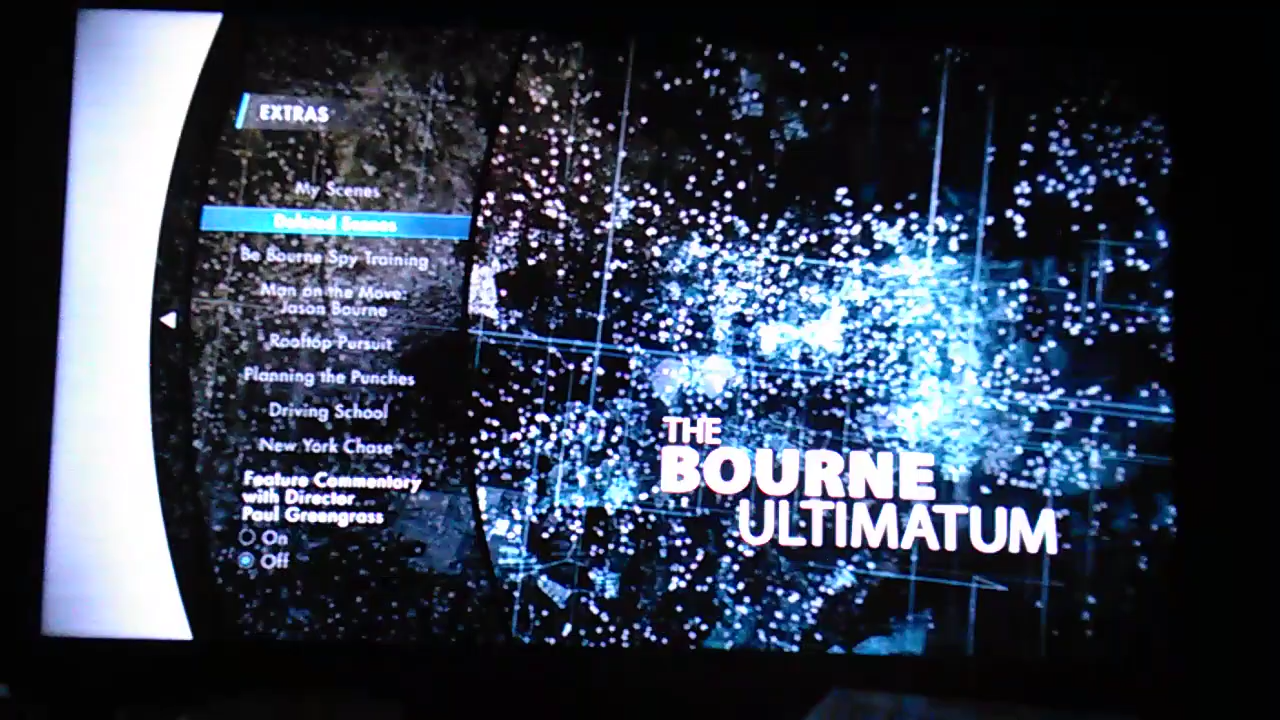 EXTRAS
My Scenes
Deleted Scenes
Be Bourne Spy Training
Man on the Move:
Jason Bourne
Rooftop Pursuit
Planning the Punches
Driving School
New York Chase
Feature Commentary
with Director
Paul Greengrass
On
Off
THE
BOURNE
ULTIMATUM